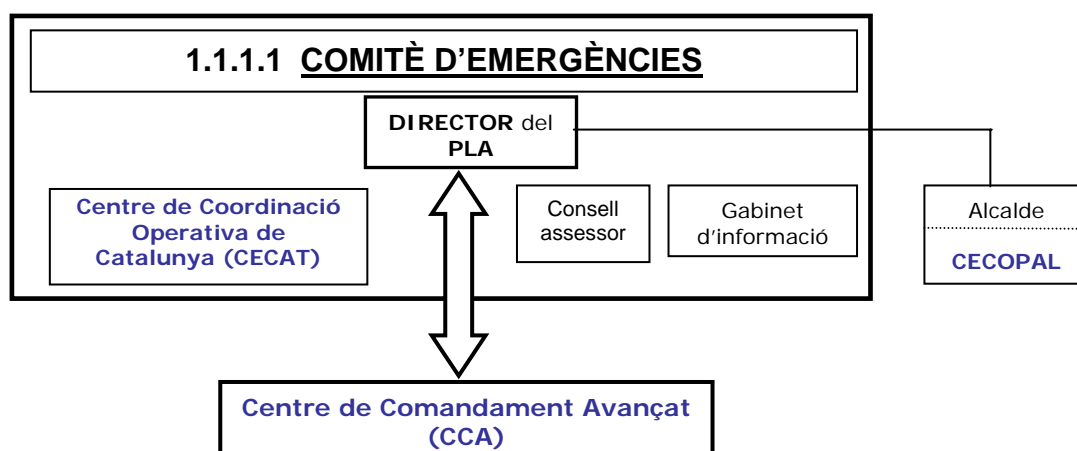 1.1.1.1 COMITÈ D'EMERGÈNCIES
DIRECTOR del
PLA
Centre de Coordinació
Operativa de
Catalunya (CECAT)
Consell
assessor
Gabinet
d'informació
Alcalde
CECOPAL
Centre de Comandament Avançat
(CCA)